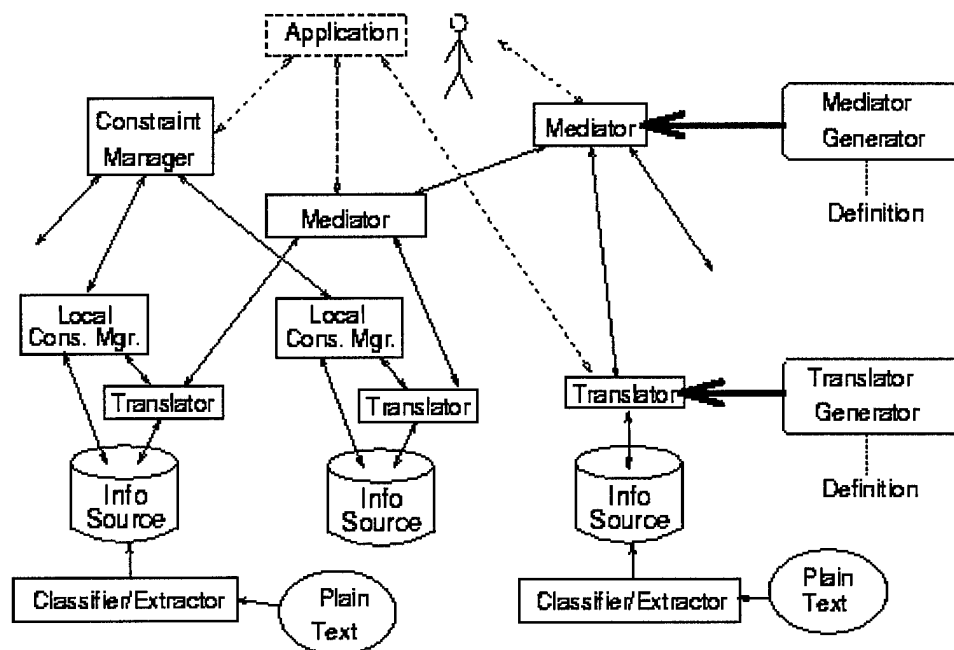 Application
Constraint
Manager
Mediator
Mediator
Generator
Definition
Mediator
Local
Cons. Mgr.
Local
Cons. Mgr.
Translator
Translator
Translator
Translator
Generator
Definition
Info
Source
Info
Source
Info
Source
Classifier/Extractor
Plain
Text
Classifier/Extractor
Plain
Text